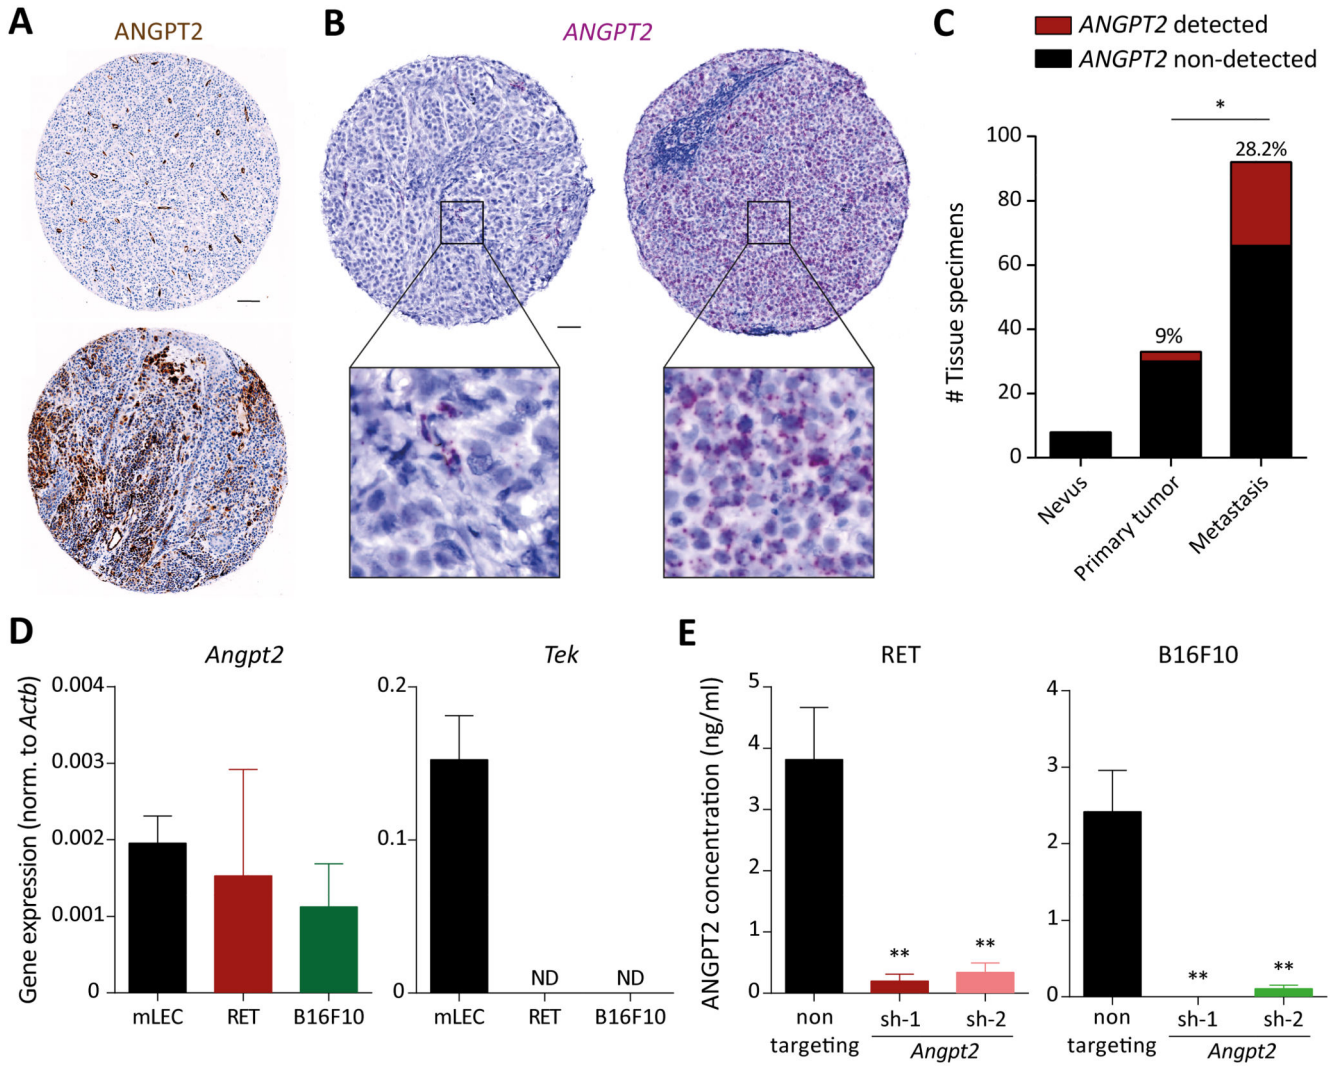 A
ANGPT2
B
ANGPT2
C
ANGPT2 detected
ANGPT2 non-detected
# Tissue specimens
100
80
60
40
20
0
*
9%
28.2%
Nevus
Primary tumor
Metastasis
D
Gene expression (norm. to Actb)
Angpt2
0.004
0.003
0.002
0.001
0
mLEC
RET
B16F10
Tek
0.2
0.1
0
ND
ND
mLEC
RET
B16F10
E
ANGPT2 concentration (ng/ml)
RET
5
4
3
2
1
0
**
**
non
targeting
sh-1
sh-2
Angpt2
B16F10
4
3
2
1
0
**
**
non
targeting
sh-1
sh-2
Angpt2